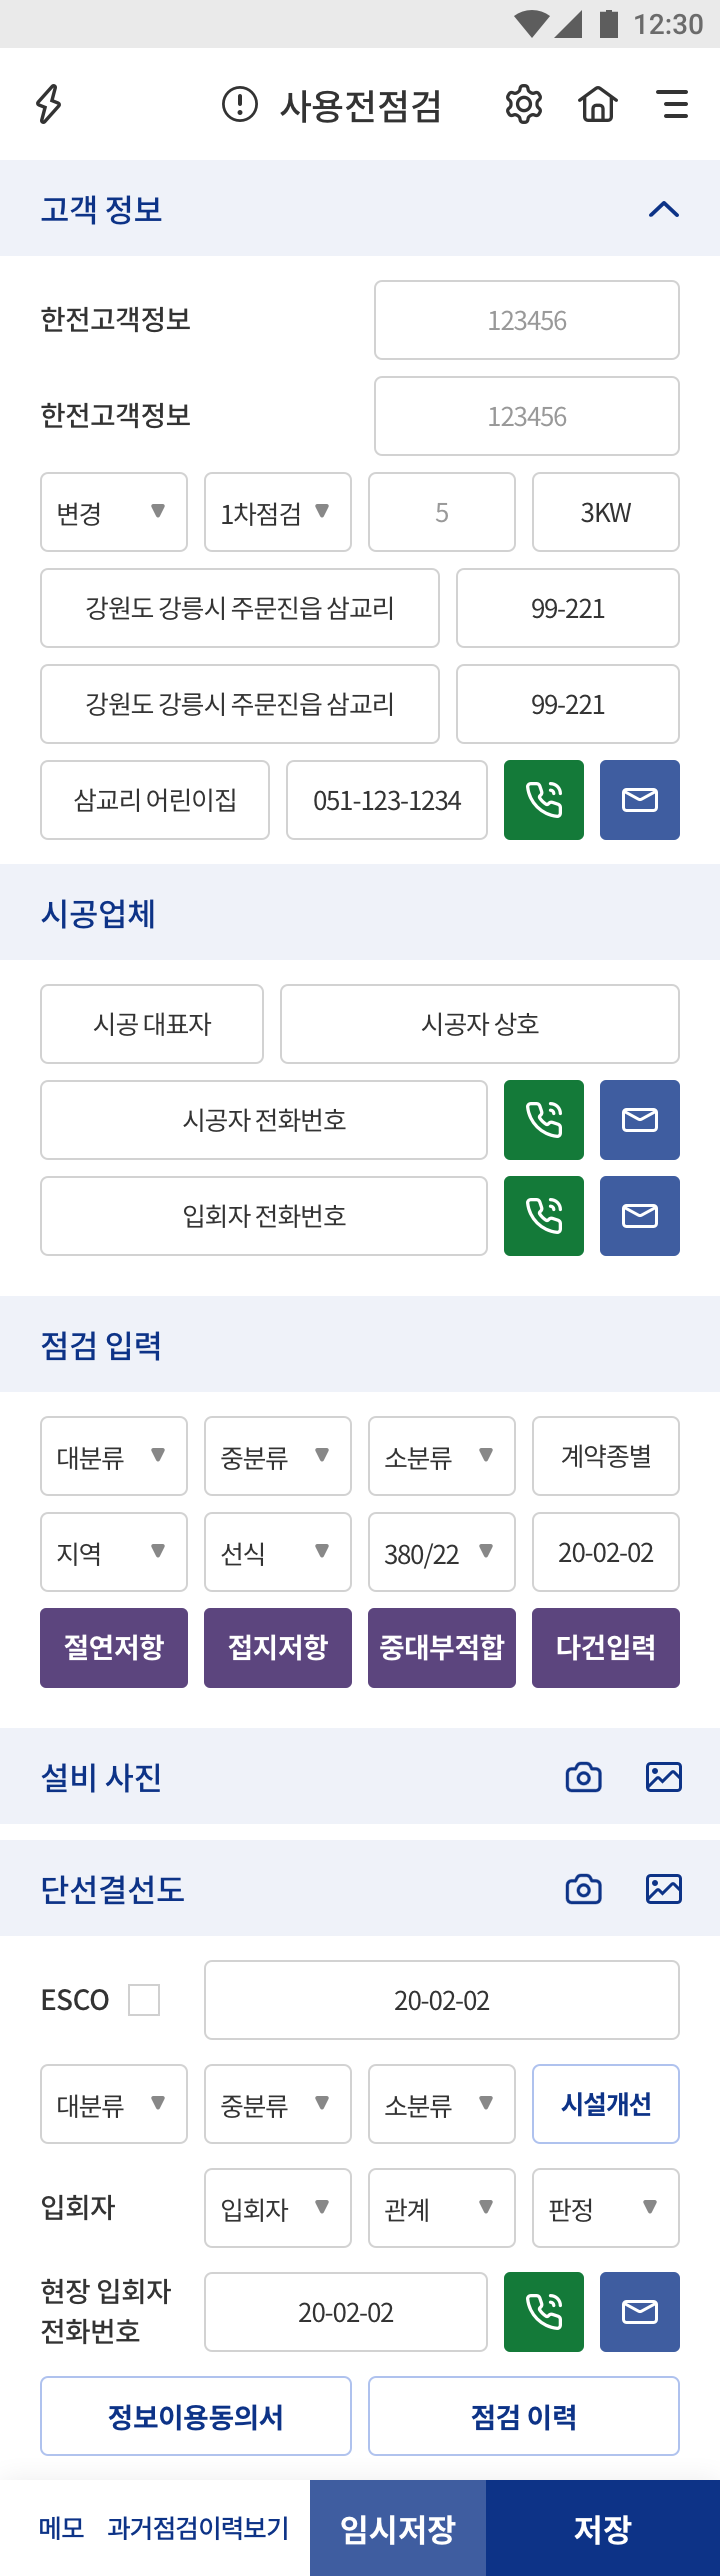 12:30
사용전점검
고객 정보
한전고객정보 123456
한전고객정보 123456
변경 1차점검 5 3KW
강원도 강릉시 주문진읍 삼교리 99-221
강원도 강릉시 주문진읍 삼교리 99-221
삼교리 어린이집 051-123-1234
시공업체
시공 대표자 시공자 상호
시공자 전화번호
입회자 전화번호
점검 입력
대분류 중분류 소분류 계약종별
지역 선식 380/22 20-02-02
절연저항 접지저항 중대부적합 다건입력
설비 사진
단선결선도
ESCO 20-02-02
대분류 중분류 소분류 시설개선
입회자 입회자 관계 판정
현장 입회자
전화번호 20-02-02
정보이용동의서 점검 이력
메모 과거점검이력보기 임시저장 저장